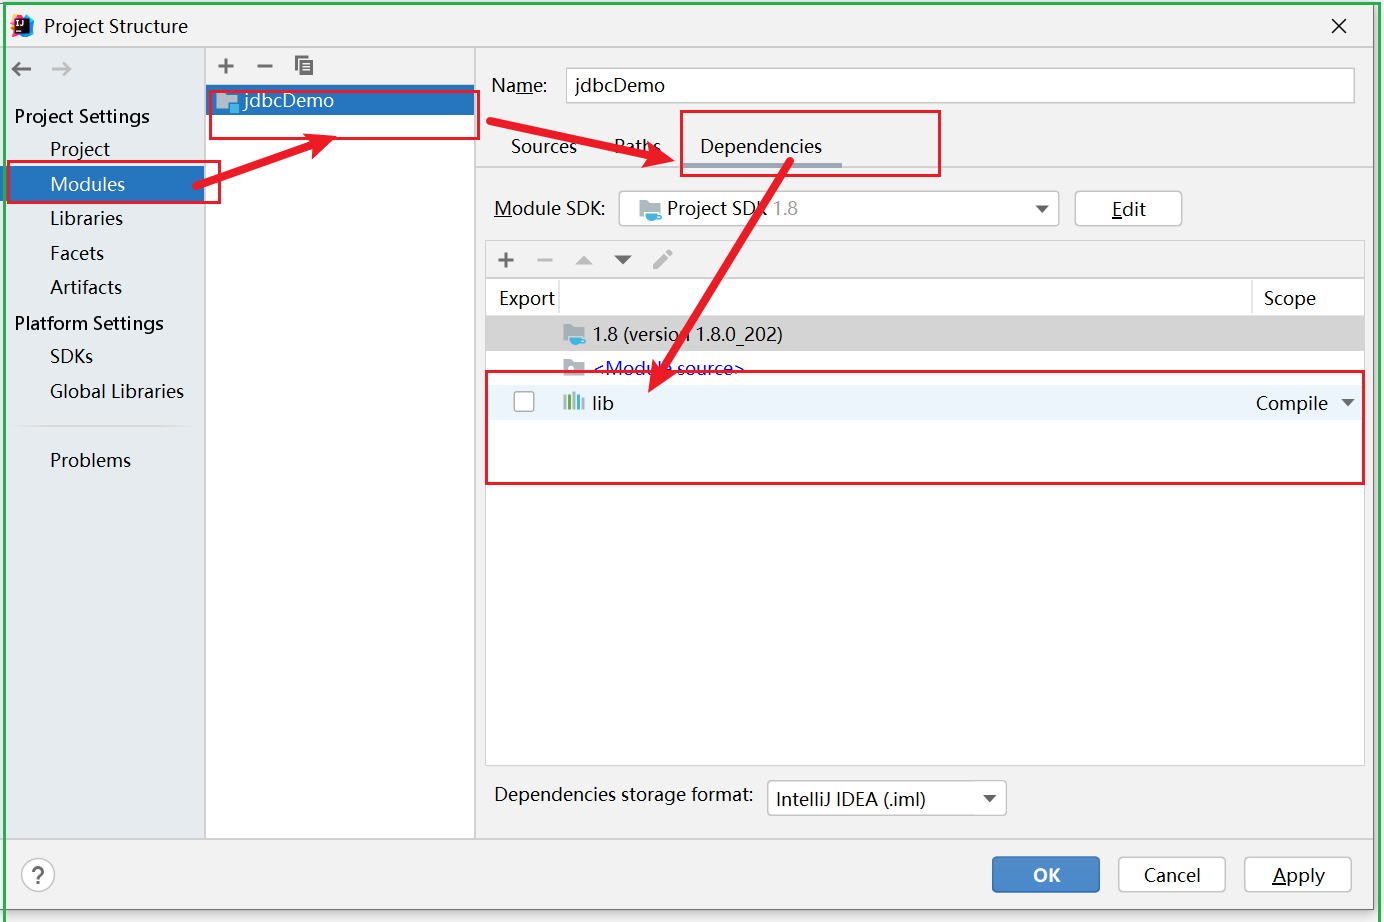 Project Structure
Project Settings
Project
Modules
Libraries
Facets
Artifacts
Platform Settings
SDKs
Global Libraries
Problems
jdbcDemo
Name: jdbcDemo
Sources Paths Dependencies
Module SDK: Project SDK 1.8 Edit
Export Scope
1.8 (version 1.8.0_202)
<Module source>
lib Compile
Dependencies storage format: IntelliJ IDEA (.iml)
? OK Cancel Apply